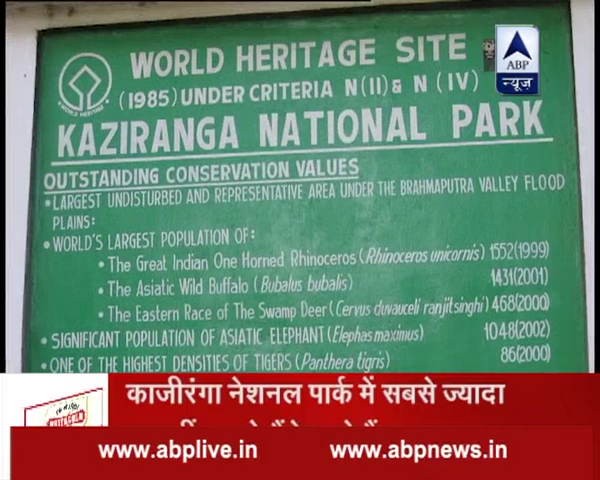 WORLD HERITAGE SITE
ABP
न्यूज़
(1985) UNDER CRITERIA N(II) & N (IV)
WORLD HERITAGE
KAZIRANGA NATIONAL PARK
OUTSTANDING CONSERVATION VALUES
• LARGEST UNDISTURBED AND REPRESENTATIVE AREA UNDER THE BRAHMAPUTRA VALLEY FLOOD
PLAINS:
• WORLD'S LARGEST POPULATION OF:
• The Great Indian One Horned Rhinoceros (Rhinoceros unicornis) 1552(1999)
• The Asiatic Wild Buffalo (Bubalus bubalis) 1431(2001)
• The Eastern Race of The Swamp Deer (Cervus duvauceli ranjitsinghi) 468(2000)
• SIGNIFICANT POPULATION OF ASIATIC ELEPHANT (Elephas maximus) 1048(2002)
• ONE OF THE HIGHEST DENSITIES OF TIGERS (Panthera tigris) 86(2000)
काजीरंगा नेशनल पार्क में सबसे ज्यादा
www.abplive.in www.abpnews.in